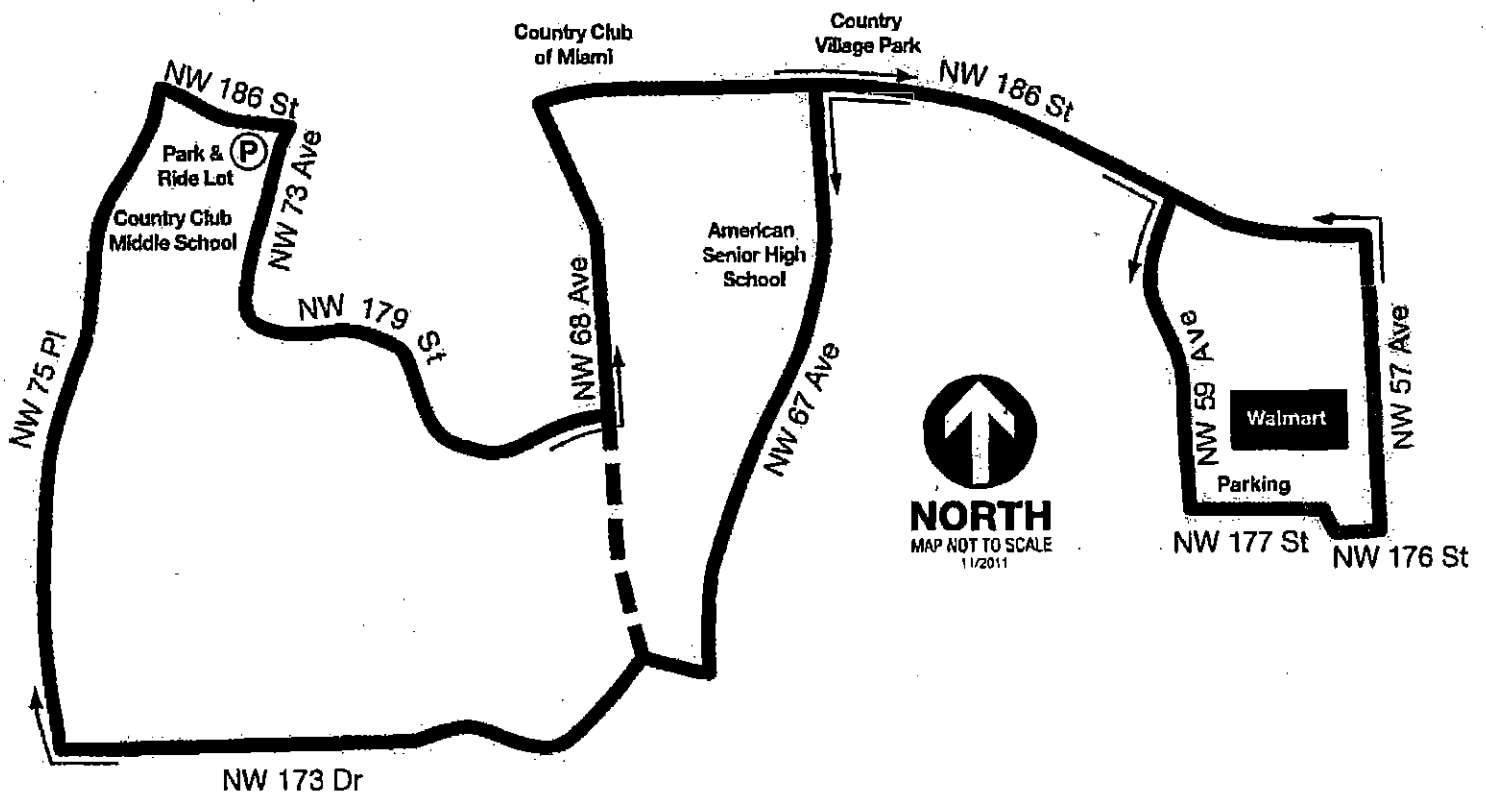 Country
Village Park
Country Club
of Miami
NW 186 St
NW 186 St
Park &
Ride Lot
P
NW 73 Ave
Country Club
Middle School
American
Senior High
School
NW 179 St
NW 68 Ave
NW 75 Pl
NW 67 Ave
NW 59 Ave
Walmart
NW 57 Ave
Parking
NORTH
MAP NOT TO SCALE
11/2011
NW 177 St
NW 176 St
NW 173 Dr